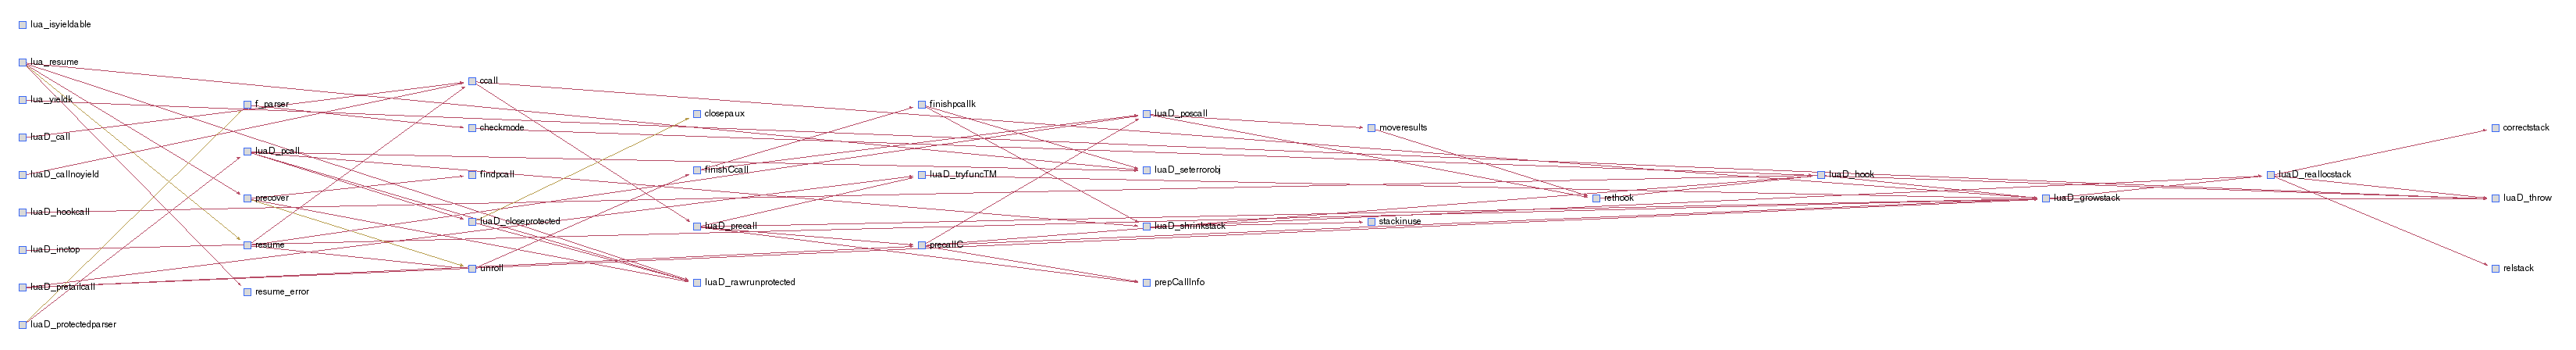 lua_isyieldable
lua_resume
lua_yieldk
luaD_call
luaD_callnoyield
luaD_hookcall
luaD_inctop
luaD_pretailcall
luaD_protectedparser
f_parser
luaD_pcall
precover
resume
resume_error
ccall
checkmode
findpcall
luaD_closeprotected
unroll
closepaux
finishCcall
luaD_precall
luaD_rawrunprotected
finishpcallk
luaD_tryfuncTM
precallC
luaD_poscall
luaD_seterrorobj
luaD_shrinkstack
prepCallInfo
moveresults
stackinuse
rethook
luaD_hook
luaD_growstack
luaD_reallocstack
correctstack
luaD_throw
relstack